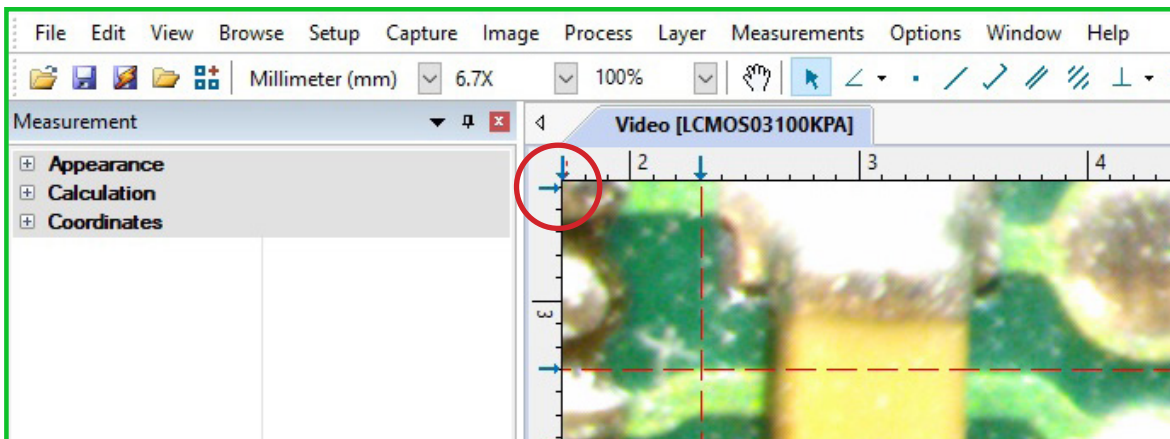 File Edit View Browse Setup Capture Image Process Layer Measurements Options Window Help
Millimeter (mm) 6.7X 100%
Measurement
Video [LCMOS03100KPA]
2 3 4
Appearance
Calculation
Coordinates
3